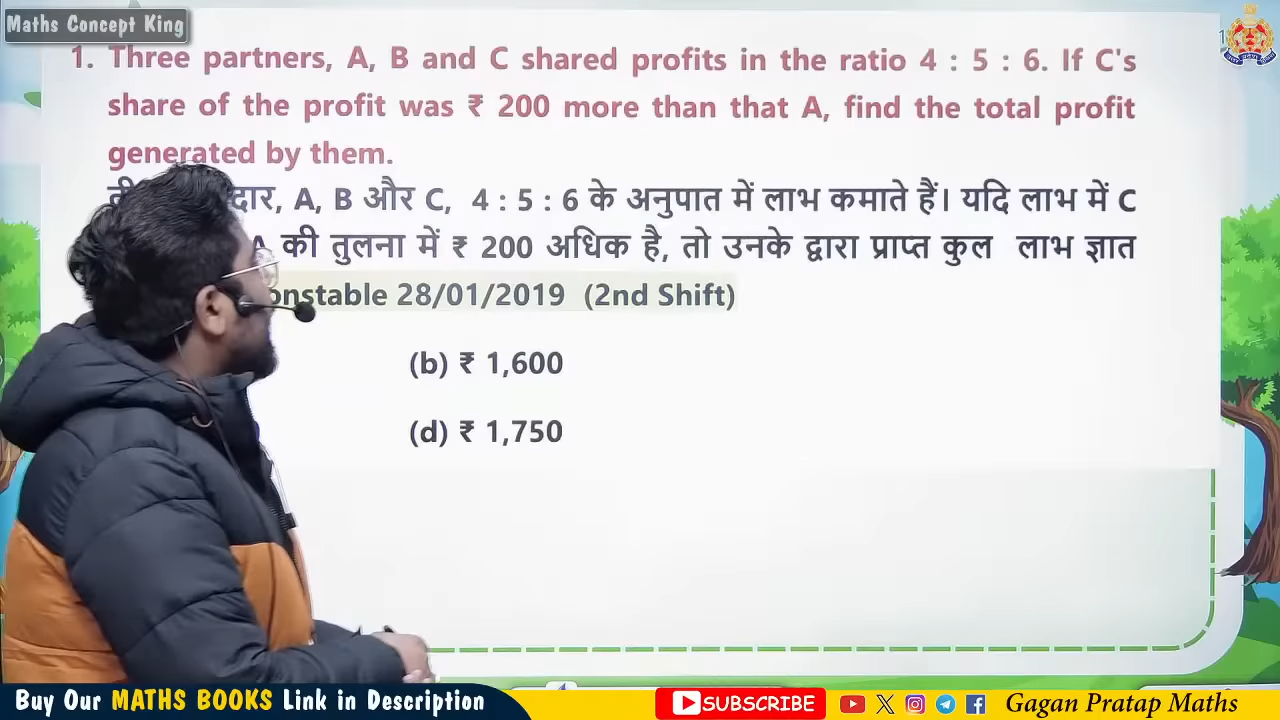 Maths Concept King
1. Three partners, A, B and C shared profits in the ratio 4 : 5 : 6. If C's
share of the profit was ₹ 200 more than that A, find the total profit
generated by them.
A, B और C, 4 : 5 : 6 के अनुपात में लाभ कमाते हैं। यदि लाभ में C
की तुलना में ₹ 200 अधिक है, तो उनके द्वारा प्राप्त कुल लाभ ज्ञात
28/01/2019 (2nd Shift)
(b) ₹ 1,600
(d) ₹ 1,750
Buy Our MATHS BOOKS Link in Description
SUBSCRIBE
Gagan Pratap Maths